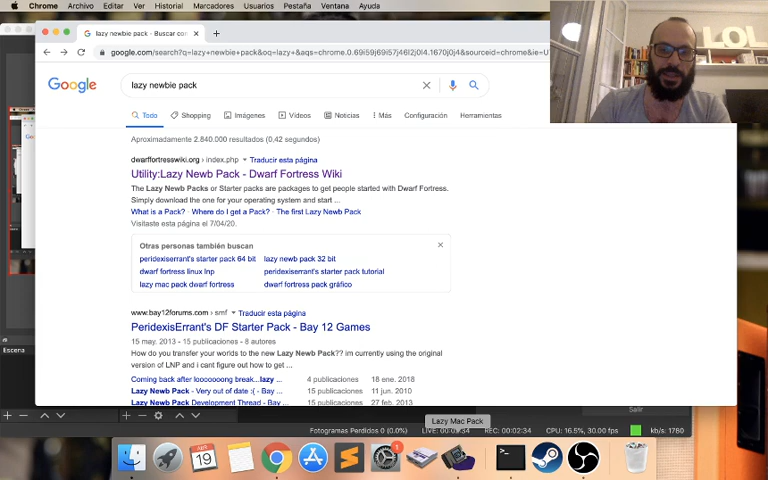 Chrome Archivo Editar Ver Historial Marcadores Usuarios Pestaña Ventana Ayuda
lazy newbie pack - Buscar con
google.com/search?q=lazy+newbie+pack&oq=lazy+&aqs=chrome.0.69i59j69i57j46l2j0l4.1670j0j4&sourceid=chrome&ie=U
LOL
Google
lazy newbie pack
Todo Shopping Imágenes Vídeos Noticias Más Configuración Herramientas
Aproximadamente 2.840.000 resultados (0,42 segundos)
dwarffortresswiki.org › index.php Traducir esta página
Utility:Lazy Newb Pack - Dwarf Fortress Wiki
The Lazy Newb Packs or Starter packs are packages to get people started with Dwarf Fortress.
Simply download the one for your operating system and start ...
What is a Pack? · Where do I get a Pack? · The first Lazy Newb Pack
Visitaste esta página el 7/04/20.
Otras personas también buscan
peridexiserrant's starter pack 64 bit lazy newb pack 32 bit
dwarf fortress linux lnp peridexiserrant's starter pack tutorial
lazy mac pack dwarf fortress dwarf fortress pack gráfico
www.bay12forums.com › smf Traducir esta página
PeridexisErrant's DF Starter Pack - Bay 12 Games
15 may. 2013 - 15 publicaciones - 8 autores
How do you transfer your worlds to the new Lazy Newb Pack?? im currently using the original
version of LNP and i cant figure out how to get ...
Coming back after looooooong break...lazy ... 4 publicaciones 18 ene. 2018
Lazy Newb Pack - Very out of date :( - Bay ... 15 publicaciones 11 jun. 2010
Lazy Newb Pack Development Thread - Bay ... 15 publicaciones 27 feb. 2013
Escena
Salir
Lazy Mac Pack
Fotogramas Perdidos 0 (0.0%) LIVE: 00:02:34 REC: 00:02:34 CPU: 16.5%, 30.00 fps kb/s: 1780
APR
19
1